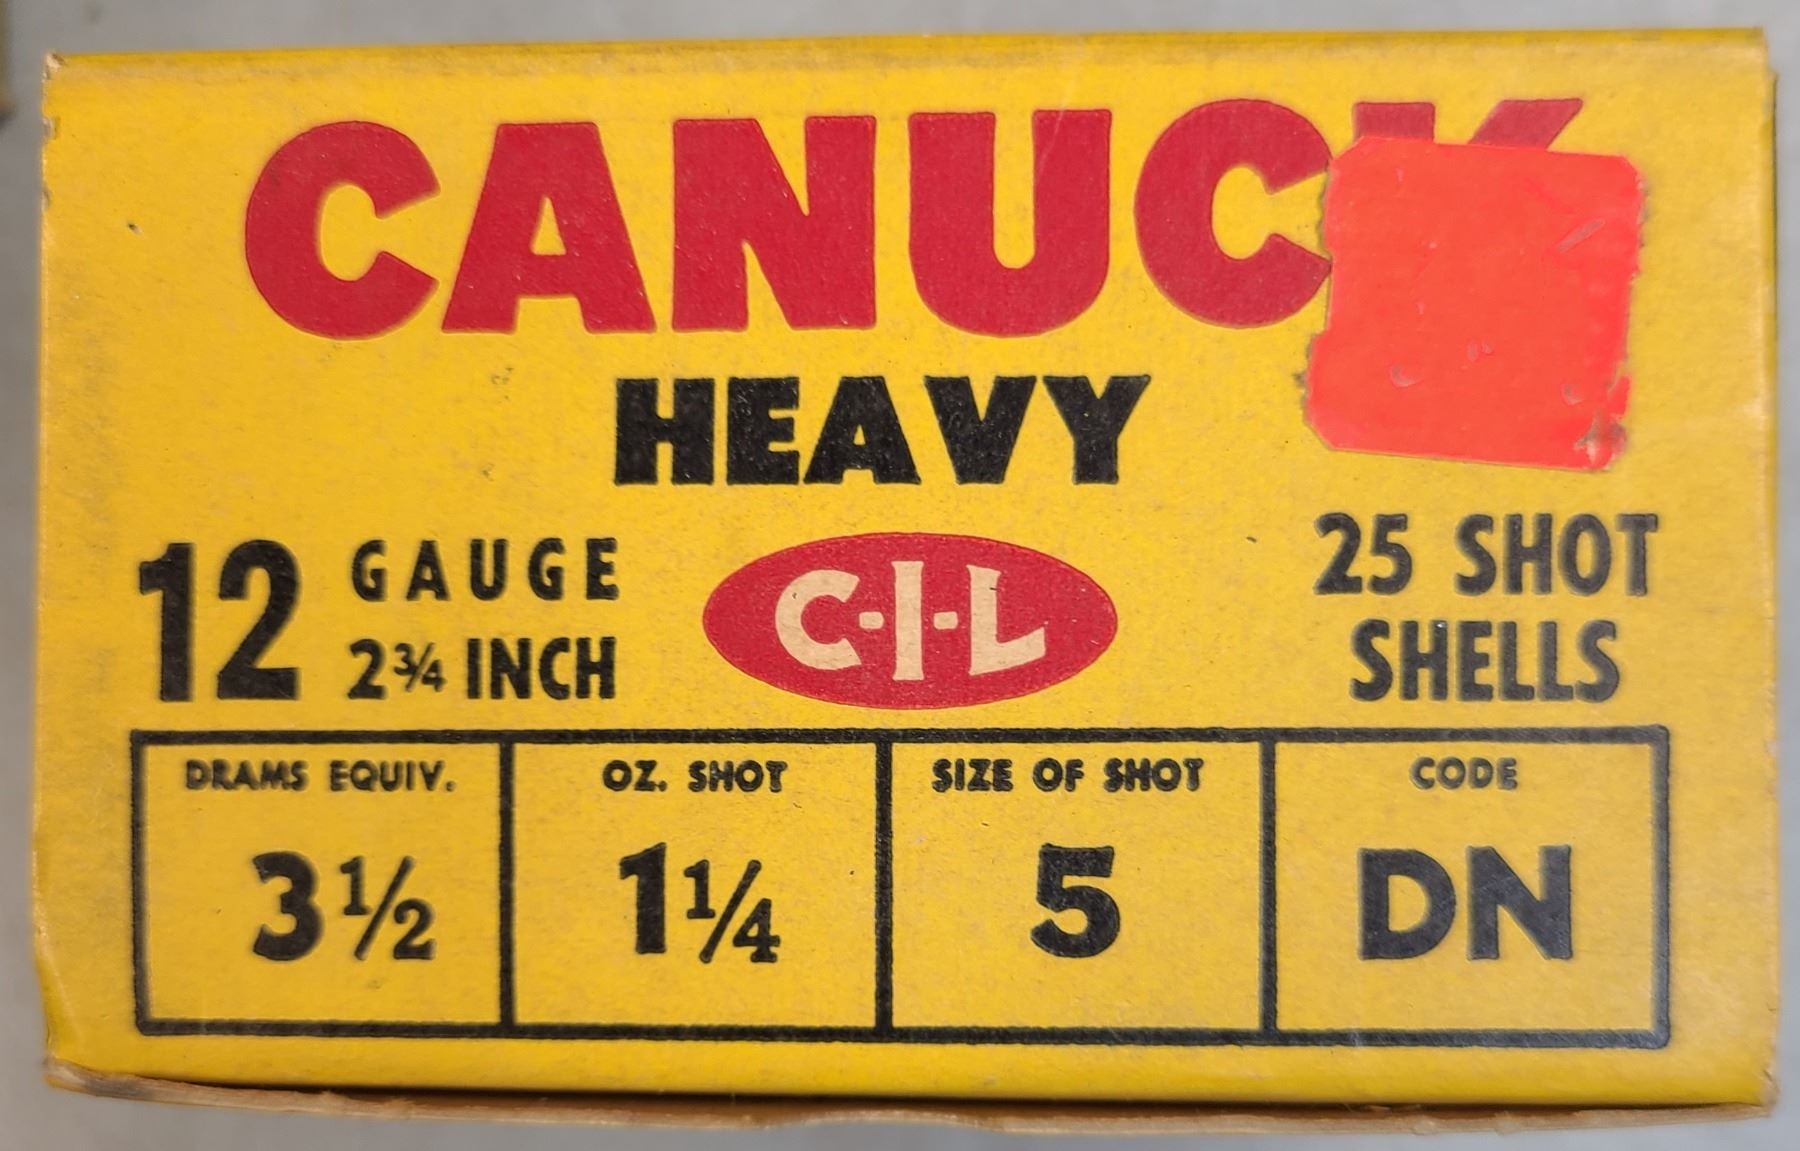 CANUCK
HEAVY
12 GAUGE
2¾ INCH
C-I-L
25 SHOT
SHELLS
DRAMS EQUIV.
3½
OZ. SHOT
1¼
SIZE OF SHOT
5
CODE
DN